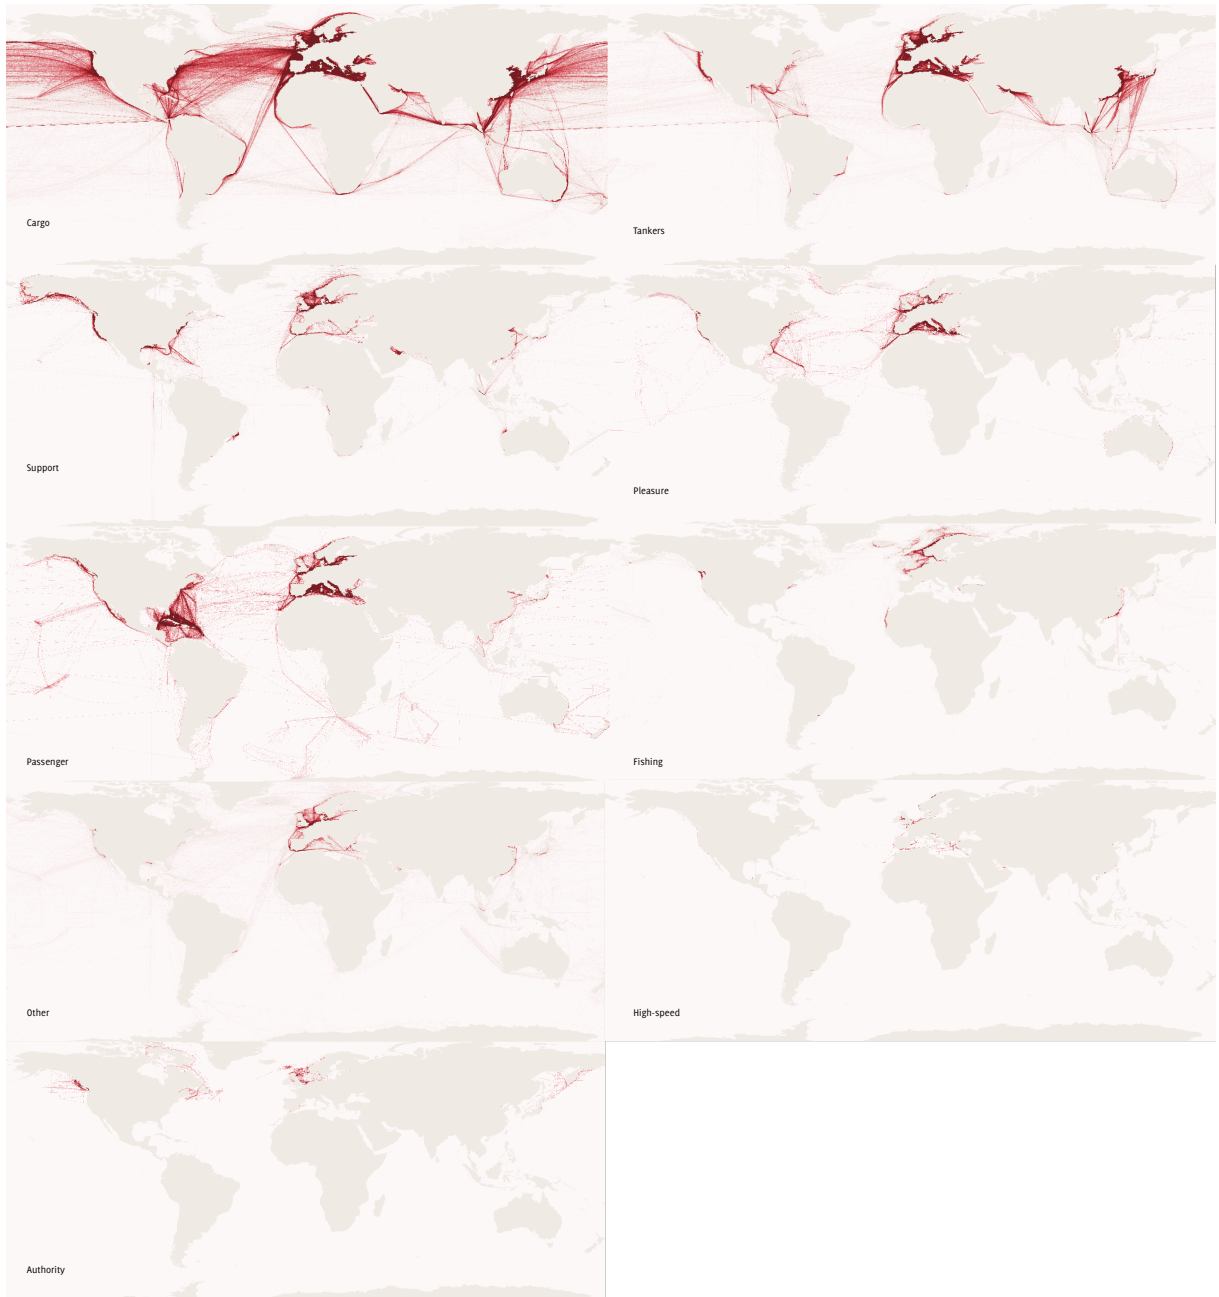 Cargo
Tankers
Support
Pleasure
Passenger
Fishing
Other
High-speed
Authority